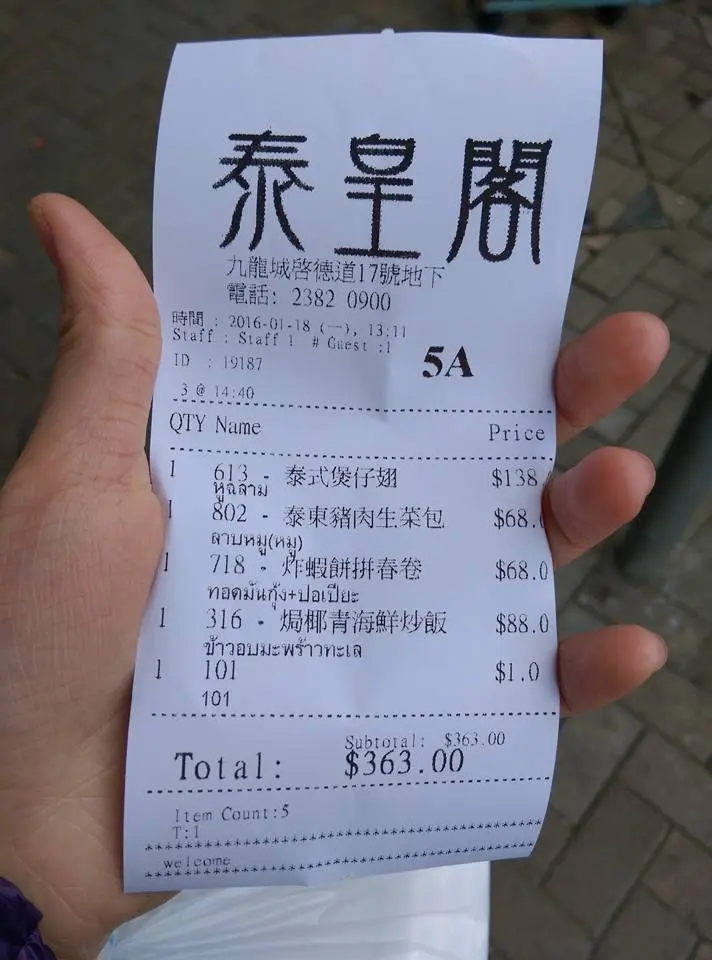 泰皇閣
九龍城啓德道17號地下
電話: 2382 0900
時間 : 2016-01-18 (一), 13:11
Staff : Staff 1 # Guest :1
5A
ID : 19187
3 @ 14:40
QTY Name Price
1 613 - 泰式煲仔翅 $138.
หูฉลาม
1 802 - 泰東豬肉生菜包 $68.0
ลาบหมู(หมู)
1 718 - 炸蝦餅拼春卷 $68.0
ทอดมันกุ้ง+ปอเปี๊ยะ
1 316 - 焗椰青海鮮炒飯 $88.0
ข้าวอบมะพร้าวทะเล
1 101 $1.0
101
Subtotal: $363.00
Total: $363.00
Item Count:5
T:1
welcome